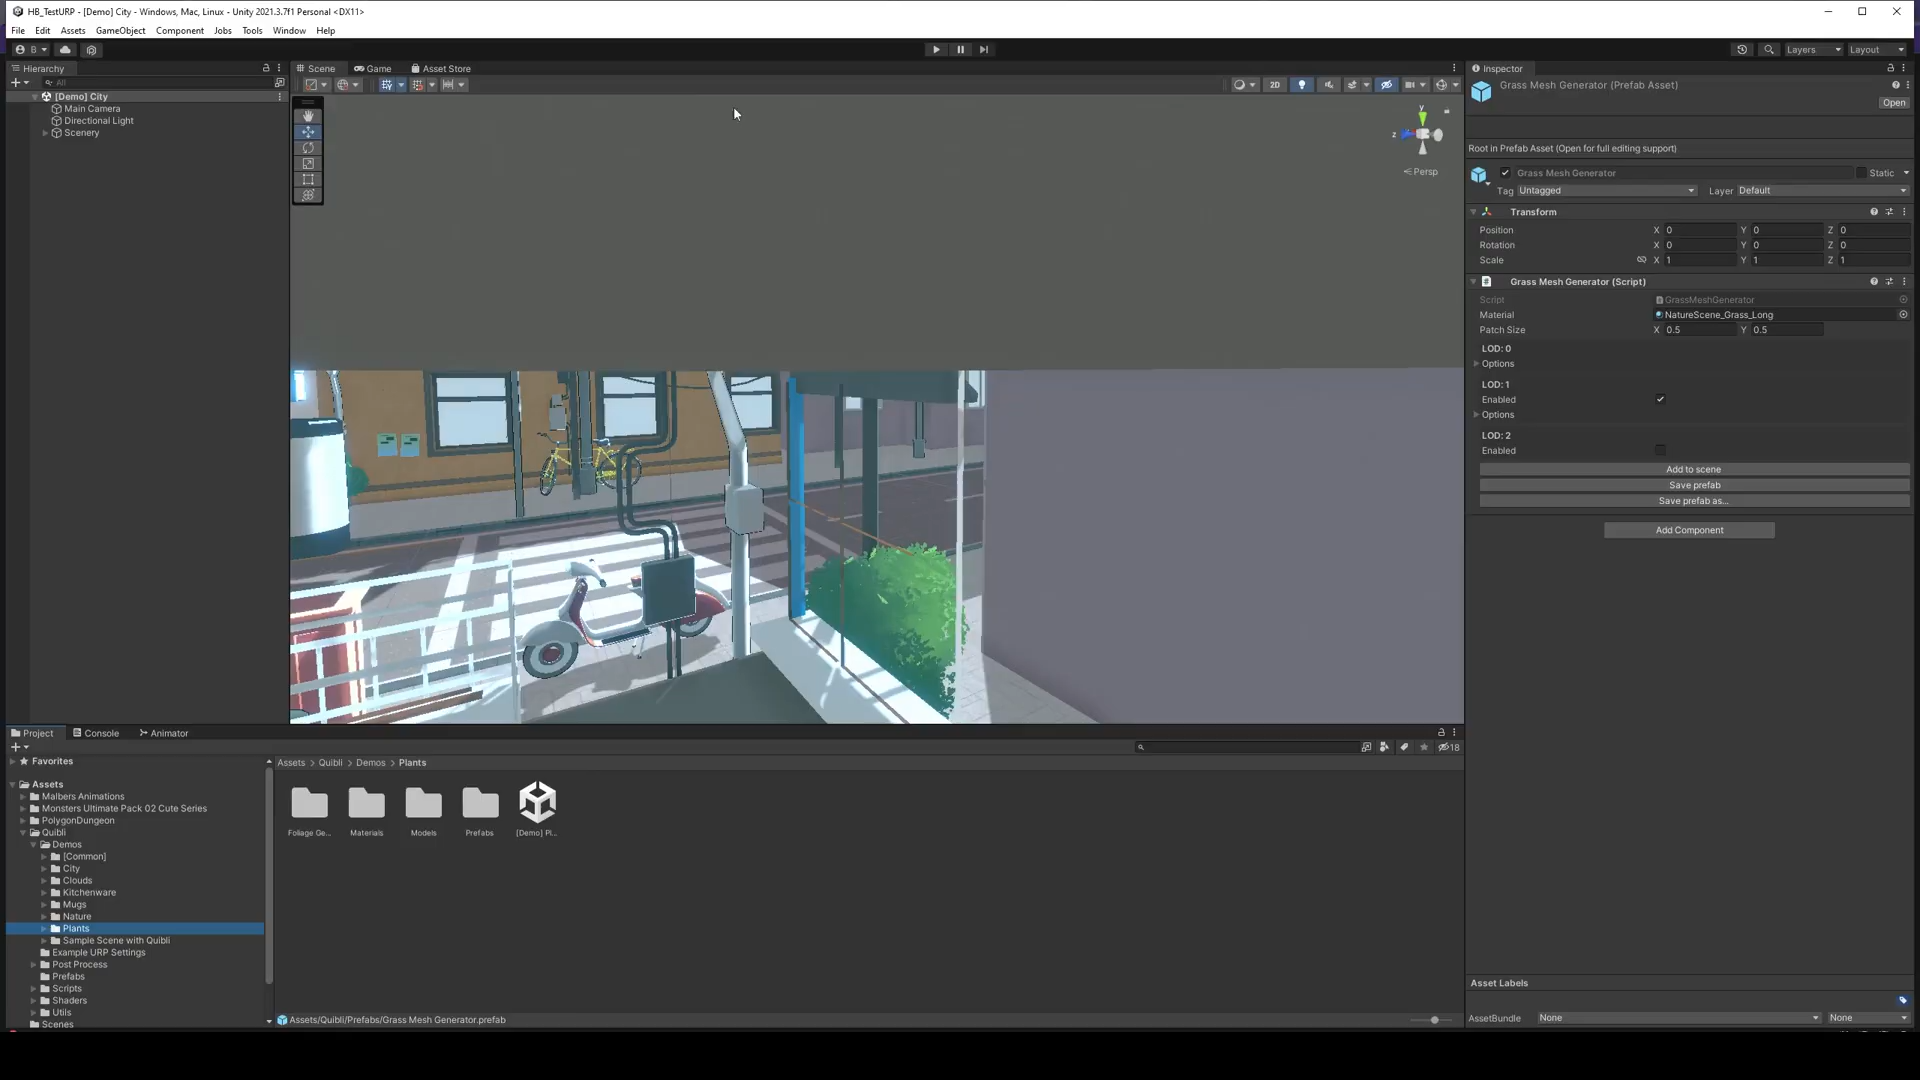 HB_TestURP - [Demo] City - Windows, Mac, Linux - Unity 2021.3.7f1 Personal <DX11>
File Edit Assets GameObject Component Jobs Tools Window Help
B Layers Layout
Hierarchy
All
[Demo] City
Main Camera
Directional Light
Scenery
Scene Game Asset Store
2D
y
z
Persp
Inspector
Grass Mesh Generator (Prefab Asset)
Open
Root in Prefab Asset (Open for full editing support)
Grass Mesh Generator Static
Tag Untagged Layer Default
Transform
Position X 0 Y 0 Z 0
Rotation X 0 Y 0 Z 0
Scale X 1 Y 1 Z 1
Grass Mesh Generator (Script)
Script GrassMeshGenerator
Material NatureScene_Grass_Long
Patch Size X 0.5 Y 0.5
LOD: 0
Options
LOD: 1
Enabled
Options
LOD: 2
Enabled
Add to scene
Save prefab
Save prefab as...
Add Component
Asset Labels
AssetBundle None None
Project Console Animator
18
Favorites
Assets
Malbers Animations
Monsters Ultimate Pack 02 Cute Series
PolygonDungeon
Quibli
Demos
[Common]
City
Clouds
Kitchenware
Mugs
Nature
Plants
Sample Scene with Quibli
Example URP Settings
Post Process
Prefabs
Scripts
Shaders
Utils
Scenes
Assets > Quibli > Demos > Plants
Foliage Ge... Materials Models Prefabs [Demo] Pl...
Assets/Quibli/Prefabs/Grass Mesh Generator.prefab